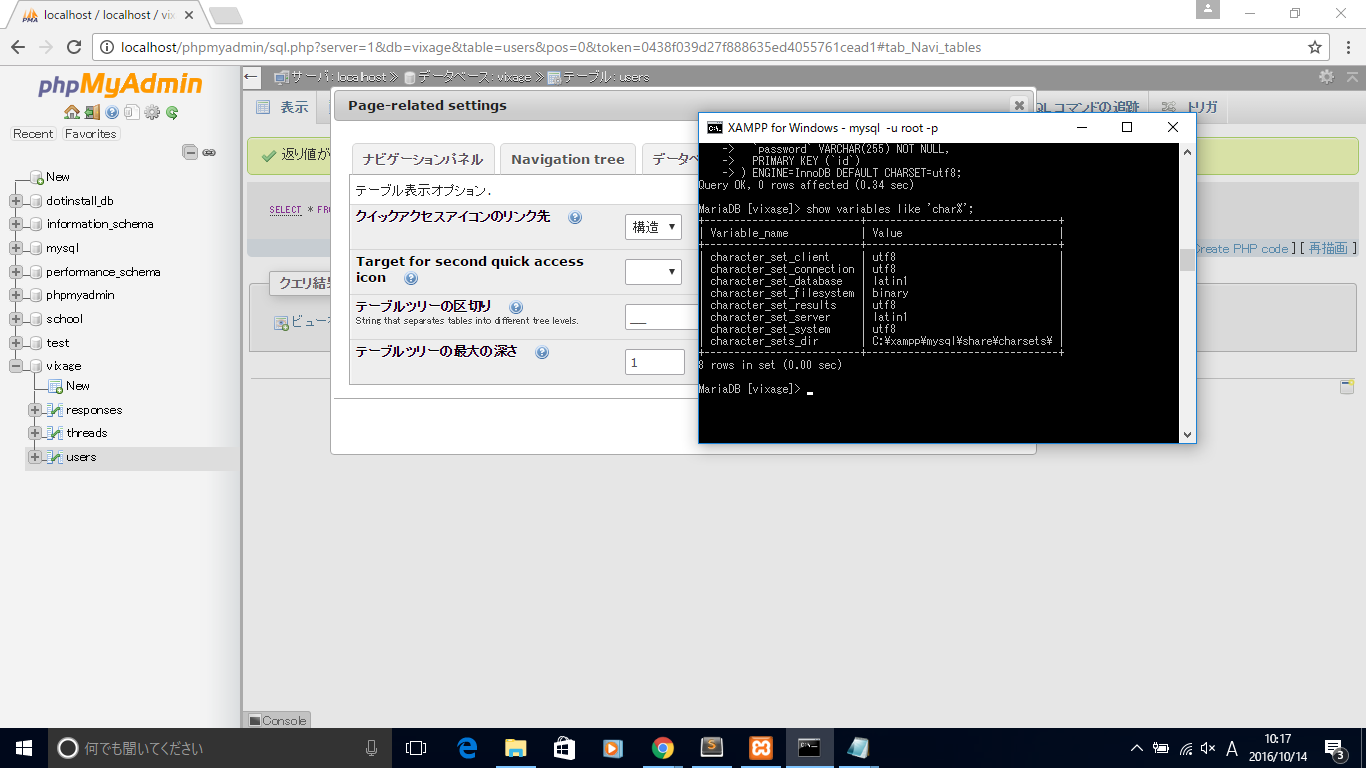 localhost / localhost / vix
localhost/phpmyadmin/sql.php?server=1&db=vixage&table=users&pos=0&token=0438f039d27f888635ed4055761cead1#tab_Navi_tables
phpMyAdmin
Recent
Favorites
New
dotinstall_db
information_schema
mysql
performance_schema
phpmyadmin
school
test
vixage
New
responses
threads
users
サーバ: localhost » データベース: vixage » テーブル: users
表示
QL コマンドの追跡
トリガ
返り値が
SELECT * FRO
Create PHP code ] [ 再描画 ]
クエリ結果
ビューを
Page-related settings
ナビゲーションパネル
Navigation tree
データベ
テーブル表示オプション.
クイックアクセスアイコンのリンク先
構造
Target for second quick access icon
テーブルツリーの区切り
String that separates tables into different tree levels.
__
テーブルツリーの最大の深さ
1
XAMPP for Windows - mysql -u root -p
-> `password` VARCHAR(255) NOT NULL,
-> PRIMARY KEY (`id`)
-> ) ENGINE=InnoDB DEFAULT CHARSET=utf8;
Query OK, 0 rows affected (0.34 sec)
MariaDB [vixage]> show variables like 'char%';
+--------------------------+--------------------------------+
| Variable_name | Value |
+--------------------------+--------------------------------+
| character_set_client | utf8 |
| character_set_connection | utf8 |
| character_set_database | latin1 |
| character_set_filesystem | binary |
| character_set_results | utf8 |
| character_set_server | latin1 |
| character_set_system | utf8 |
| character_sets_dir | C:¥xampp¥mysql¥share¥charsets¥ |
+--------------------------+--------------------------------+
8 rows in set (0.00 sec)
MariaDB [vixage]>
Console
何でも聞いてください
A
10:17
2016/10/14
3